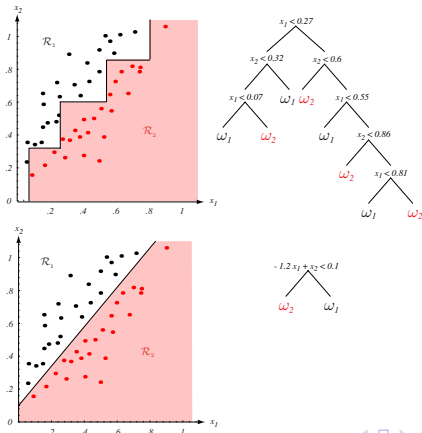 x₂
1
.8
.6
.4
.2
0
R₁
R₂
.2 .4 .6 .8 1 x₁
x₁ < 0.27
x₂ < 0.32 x₂ < 0.6
x₁ < 0.07 ω₁ ω₂ x₁ < 0.55
ω₁ ω₂ ω₁ x₂ < 0.86
ω₂ x₁ < 0.81
ω₁ ω₂
x₂
1
.8
.6
.4
.2
0
R₁
R₂
.2 .4 .6 .8 1 x₁
- 1.2 x₁ + x₂ < 0.1
ω₂ ω₁